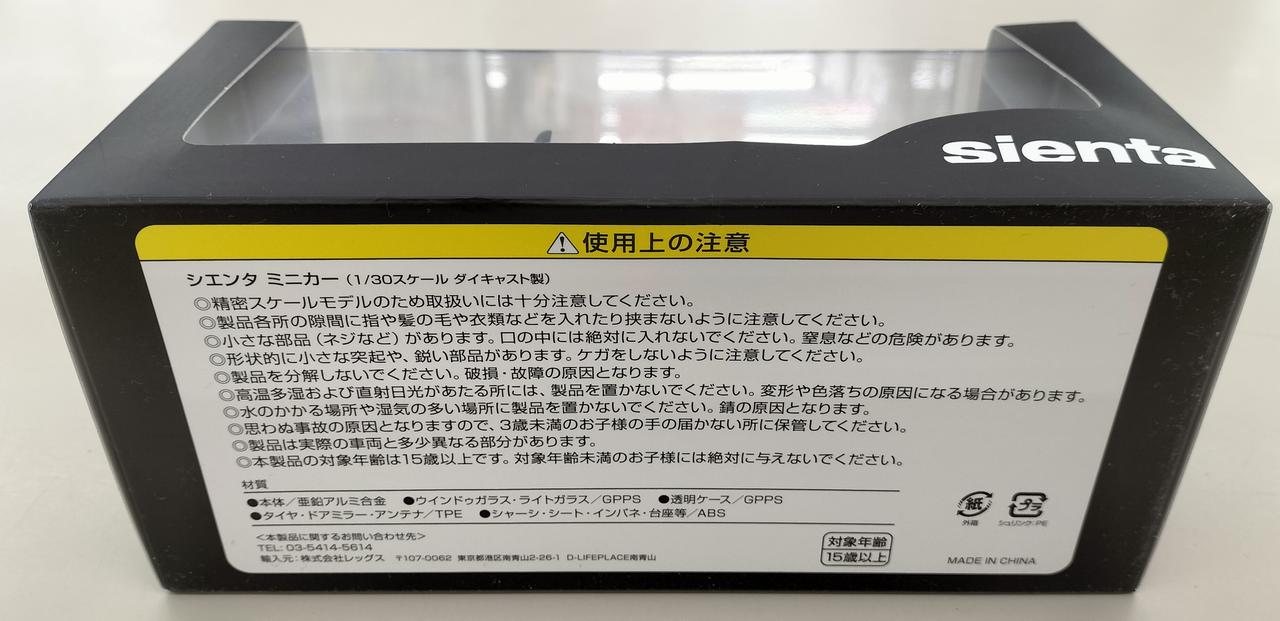 sienta
⚠使用上の注意
シエンタ ミニカー（1/30スケール ダイキャスト製）
◎精密スケールモデルのため取扱いには十分注意してください。
◎製品各所の隙間に指や髪の毛や衣類などを入れたり挟まないように注意してください。
◎小さな部品（ネジなど）があります。口の中には絶対に入れないでください。窒息などの危険があります。
◎形状的に小さな突起や、鋭い部品があります。ケガをしないように注意してください。
◎製品を分解しないでください。破損・故障の原因となります。
◎高温多湿および直射日光があたる所には、製品を置かないでください。変形や色落ちの原因になる場合があります。
◎水のかかる場所や湿気の多い場所に製品を置かないでください。錆の原因となります。
◎思わぬ事故の原因となりますので、3歳未満のお子様の手の届かない所に保管してください。
◎製品は実際の車両と多少異なる部分があります。
◎本製品の対象年齢は15歳以上です。対象年齢未満のお子様には絶対に与えないでください。
材質
●本体／亜鉛アルミ合金 ●ウインドゥガラス・ライトガラス／GPPS ●透明ケース／GPPS
●タイヤ・ドアミラー・アンテナ／TPE ●シャーシ・シート・インパネ・台座等／ABS
＜本製品に関するお問い合わせ先＞
TEL: 03-5414-5614
輸入元：株式会社レッグス 〒107-0062 東京都港区南青山2-26-1 D-LIFEPLACE南青山
対象年齢
15歳以上
紙 プラ
外箱 シュリンク:PE
MADE IN CHINA